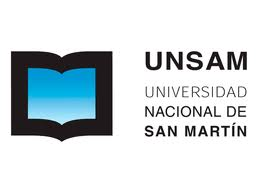 UNSAM
UNIVERSIDAD
NACIONAL DE
SAN MARTÍN